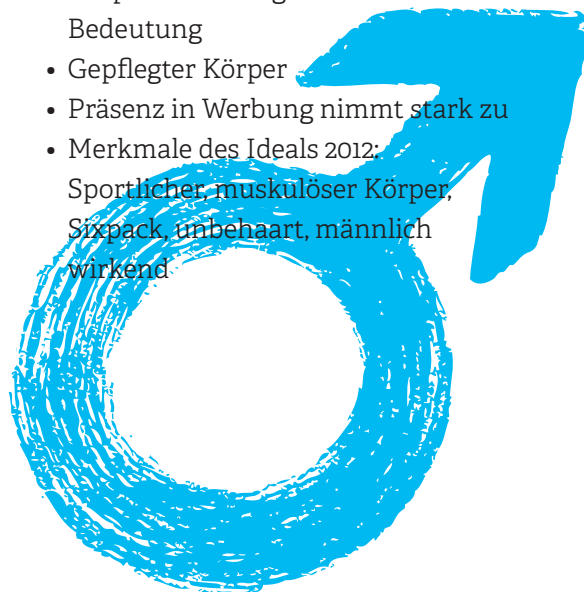 Bedeutung
• Gepflegter Körper
• Präsenz in Werbung nimmt stark zu
• Merkmale des Ideals 2012:
Sportlicher, muskulöser Körper,
Sixpack, unbehaart, männlich
wirkend